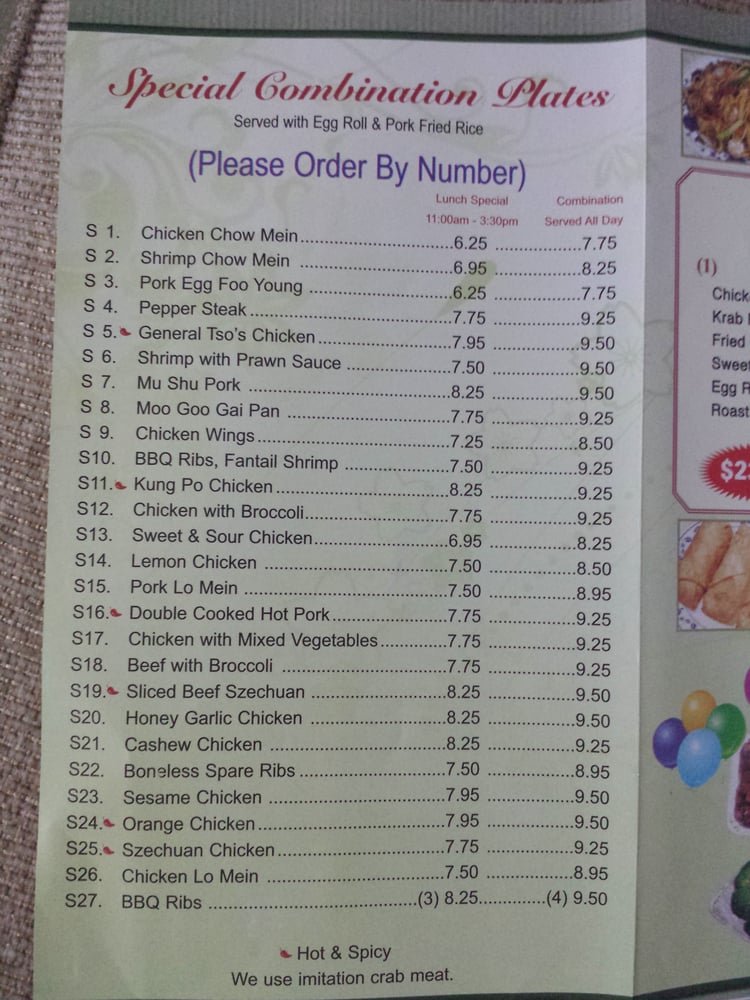 Special Combination Plates
Served with Egg Roll & Pork Fried Rice
(Please Order By Number)
Lunch Special Combination
11:00am - 3:30pm Served All Day
S 1. Chicken Chow Mein 6.25 7.75
S 2. Shrimp Chow Mein 6.95 8.25
S 3. Pork Egg Foo Young 6.25 7.75
S 4. Pepper Steak 7.75 9.25
S 5. General Tso's Chicken 7.95 9.50
S 6. Shrimp with Prawn Sauce 7.50 9.50
S 7. Mu Shu Pork 8.25 9.50
S 8. Moo Goo Gai Pan 7.75 9.25
S 9. Chicken Wings 7.25 8.50
S10. BBQ Ribs, Fantail Shrimp 7.50 9.25
S11. Kung Po Chicken 8.25 9.25
S12. Chicken with Broccoli 7.75 9.25
S13. Sweet & Sour Chicken 6.95 8.25
S14. Lemon Chicken 7.50 8.50
S15. Pork Lo Mein 7.50 8.95
S16. Double Cooked Hot Pork 7.75 9.25
S17. Chicken with Mixed Vegetables 7.75 9.25
S18. Beef with Broccoli 7.75 9.25
S19. Sliced Beef Szechuan 8.25 9.50
S20. Honey Garlic Chicken 8.25 9.50
S21. Cashew Chicken 8.25 9.25
S22. Boneless Spare Ribs 7.50 8.95
S23. Sesame Chicken 7.95 9.50
S24. Orange Chicken 7.95 9.50
S25. Szechuan Chicken 7.75 9.25
S26. Chicken Lo Mein 7.50 8.95
S27. BBQ Ribs (3) 8.25 (4) 9.50
Hot & Spicy
We use imitation crab meat.
(1)
Chick
Krab
Fried
Sweet
Egg R
Roast
$2